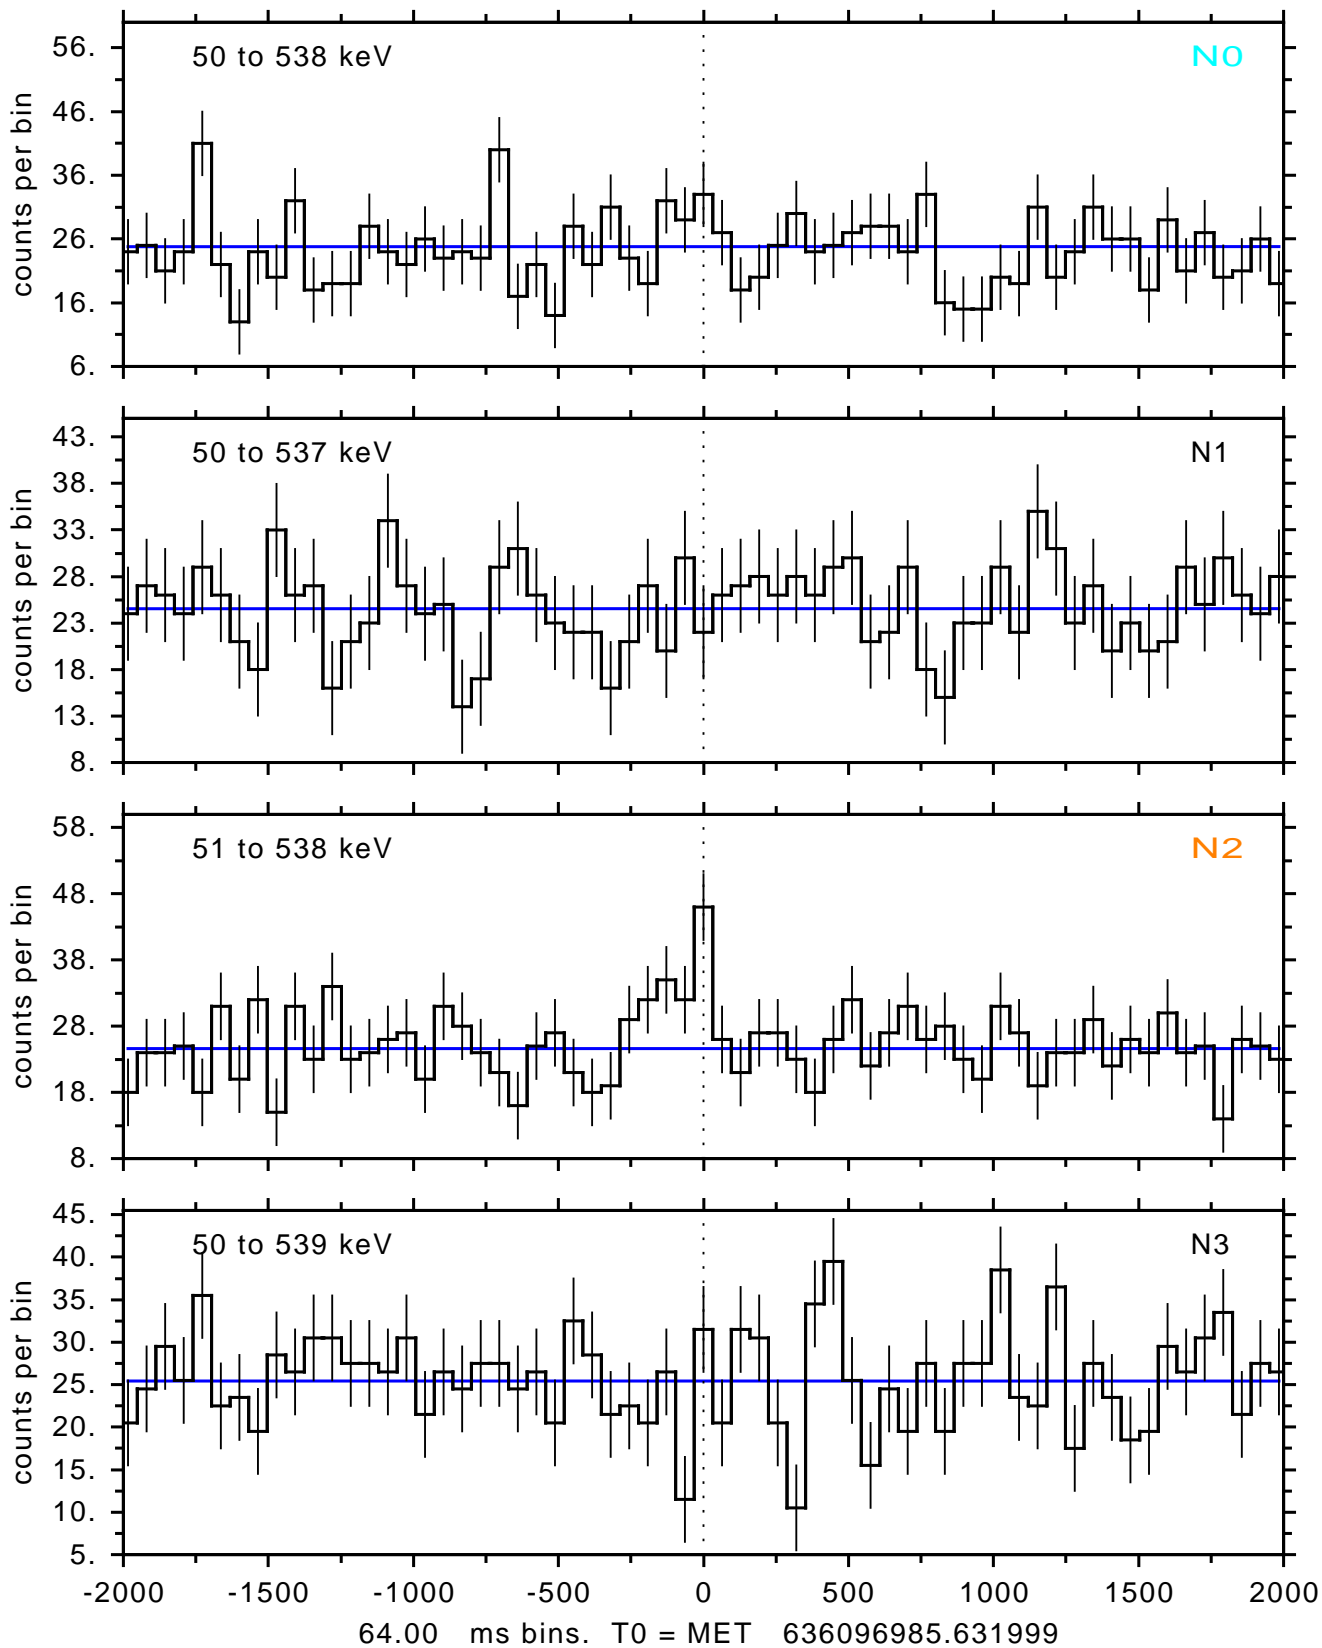 50 to 538 keV N0
56.
46.
36.
26.
16.
6.
counts per bin
50 to 537 keV N1
43.
38.
33.
28.
23.
18.
13.
8.
counts per bin
51 to 538 keV N2
58.
48.
38.
28.
18.
8.
counts per bin
50 to 539 keV N3
45.
40.
35.
30.
25.
20.
15.
10.
5.
counts per bin
-2000 -1500 -1000 -500 0 500 1000 1500 2000
64.00 ms bins. T0 = MET 636096985.631999